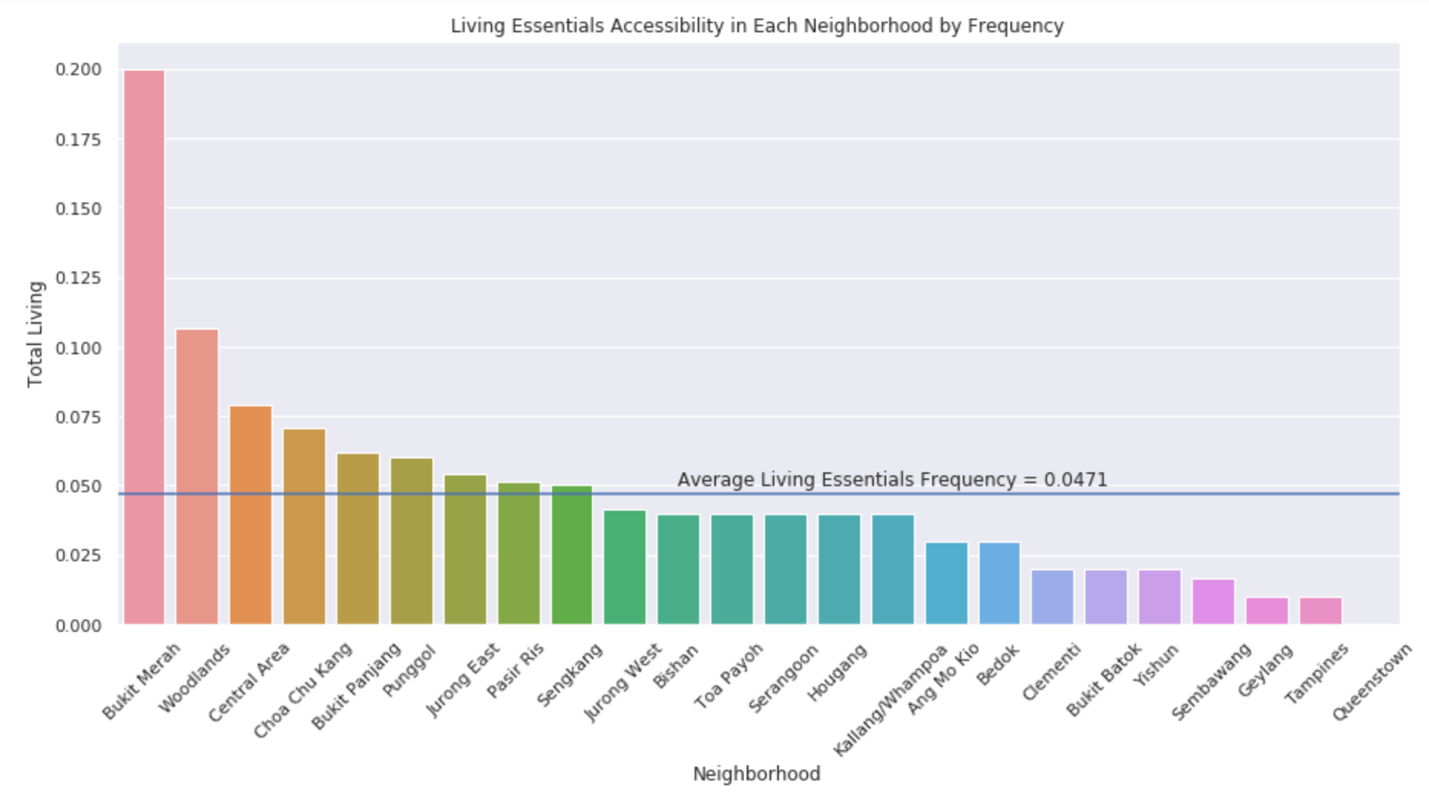 Living Essentials Accessibility in Each Neighborhood by Frequency
Total Living
0.200
0.175
0.150
0.125
0.100
0.075
0.050
0.025
0.000
Average Living Essentials Frequency = 0.0471
Bukit Merah
Woodlands
Central Area
Choa Chu Kang
Bukit Panjang
Punggol
Jurong East
Pasir Ris
Sengkang
Jurong West
Bishan
Toa Payoh
Serangoon
Hougang
Kallang/Whampoa
Ang Mo Kio
Bedok
Clementi
Bukit Batok
Yishun
Sembawang
Geylang
Tampines
Queenstown
Neighborhood